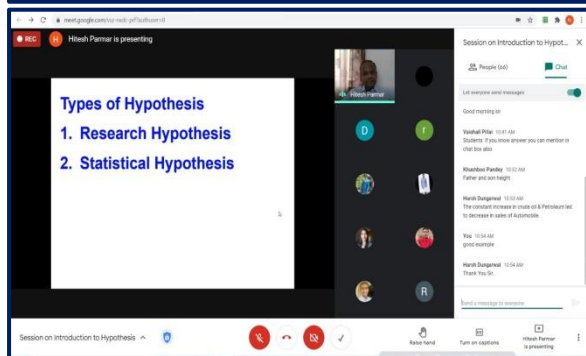 meet.google.com/
REC
H
Hitesh Parmar is presenting
Types of Hypothesis
1. Research Hypothesis
2. Statistical Hypothesis
Hitesh Parmar
D
r
R
Session on Introduction to Hypot...
People (66)
Chat
Let everyone send messages
Good morning sir
Vaishali Pillai 10:41 AM
Students if you know answer you can mention in
chat box also
Khushboo Pandey 10:52 AM
Father and son height
Harsh Dungarwal 10:53 AM
The constant increase in crude oil & Petroleum led
to decrease in sales of Automobile.
You 10:54 AM
good example
Harsh Dungarwal 10:54 AM
Thank You Sir.
Send a message to everyone
Session on Introduction to Hypothesis
Raise hand
Turn on captions
Hitesh Parmar
is presenting